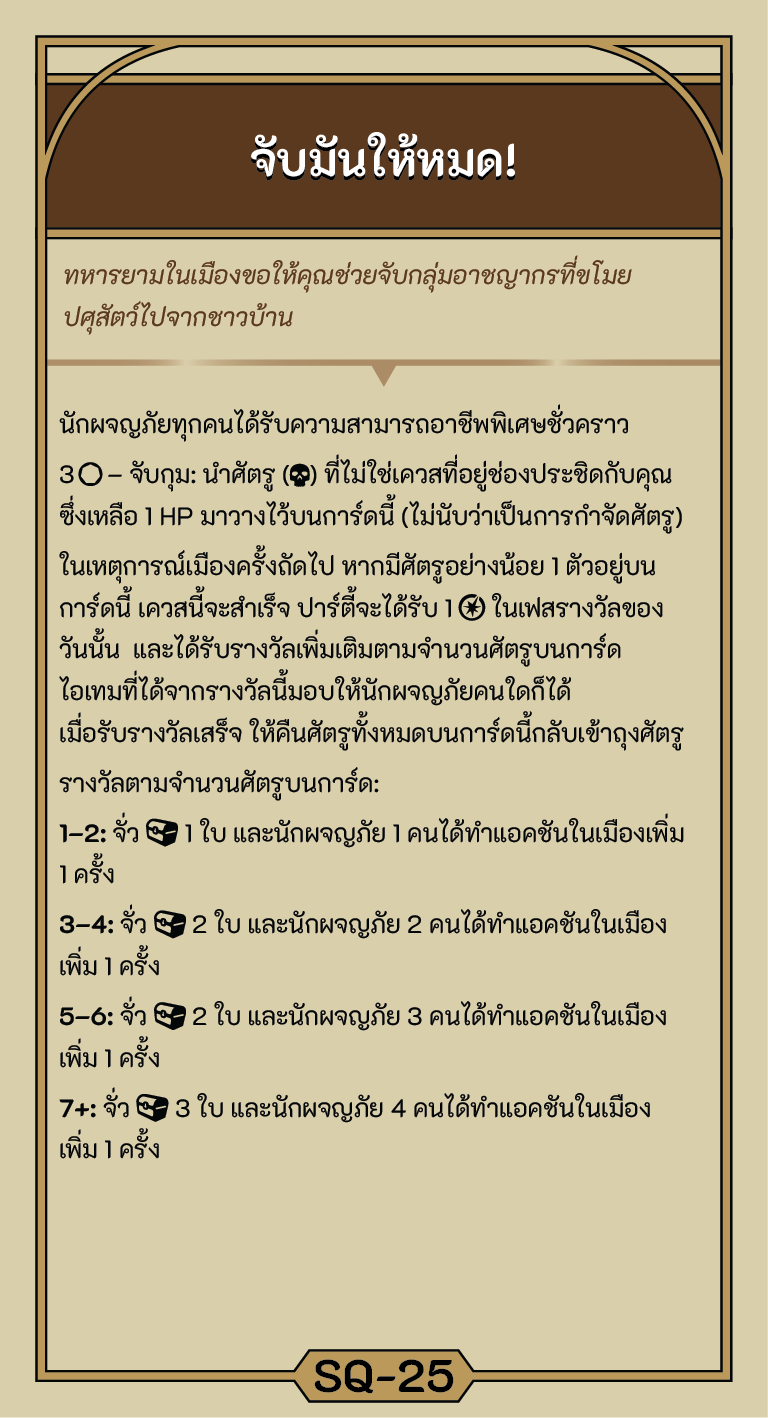 จับมันให้หมด!
ทหารยามในเมืองขอให้คุณช่วยจับกลุ่มอาชญากรที่ขโมย
ปศุสัตว์ไปจากชาวบ้าน
นักผจญภัยทุกคนได้รับความสามารถอาชีพพิเศษชั่วคราว
3 – จับกุม: นำศัตรู () ที่ไม่ใช่เควสที่อยู่ช่องประชิดกับคุณ
ซึ่งเหลือ 1 HP มาวางไว้บนการ์ดนี้ (ไม่นับว่าเป็นการกำจัดศัตรู)
ในเหตุการณ์เมืองครั้งถัดไป หากมีศัตรูอย่างน้อย 1 ตัวอยู่บน
การ์ดนี้ เควสนี้จะสำเร็จ ปาร์ตี้จะได้รับ 1 ในเฟสรางวัลของ
วันนั้น และได้รับรางวัลเพิ่มเติมตามจำนวนศัตรูบนการ์ด
ไอเทมที่ได้จากรางวัลนี้มอบให้นักผจญภัยคนใดก็ได้
เมื่อรับรางวัลเสร็จ ให้คืนศัตรูทั้งหมดบนการ์ดนี้กลับเข้าถุงศัตรู
รางวัลตามจำนวนศัตรูบนการ์ด:
1–2: จั่ว 1 ใบ และนักผจญภัย 1 คนได้ทำแอคชันในเมืองเพิ่ม
1 ครั้ง
3–4: จั่ว 2 ใบ และนักผจญภัย 2 คนได้ทำแอคชันในเมือง
เพิ่ม 1 ครั้ง
5–6: จั่ว 2 ใบ และนักผจญภัย 3 คนได้ทำแอคชันในเมือง
เพิ่ม 1 ครั้ง
7+: จั่ว 3 ใบ และนักผจญภัย 4 คนได้ทำแอคชันในเมือง
เพิ่ม 1 ครั้ง
SQ-25